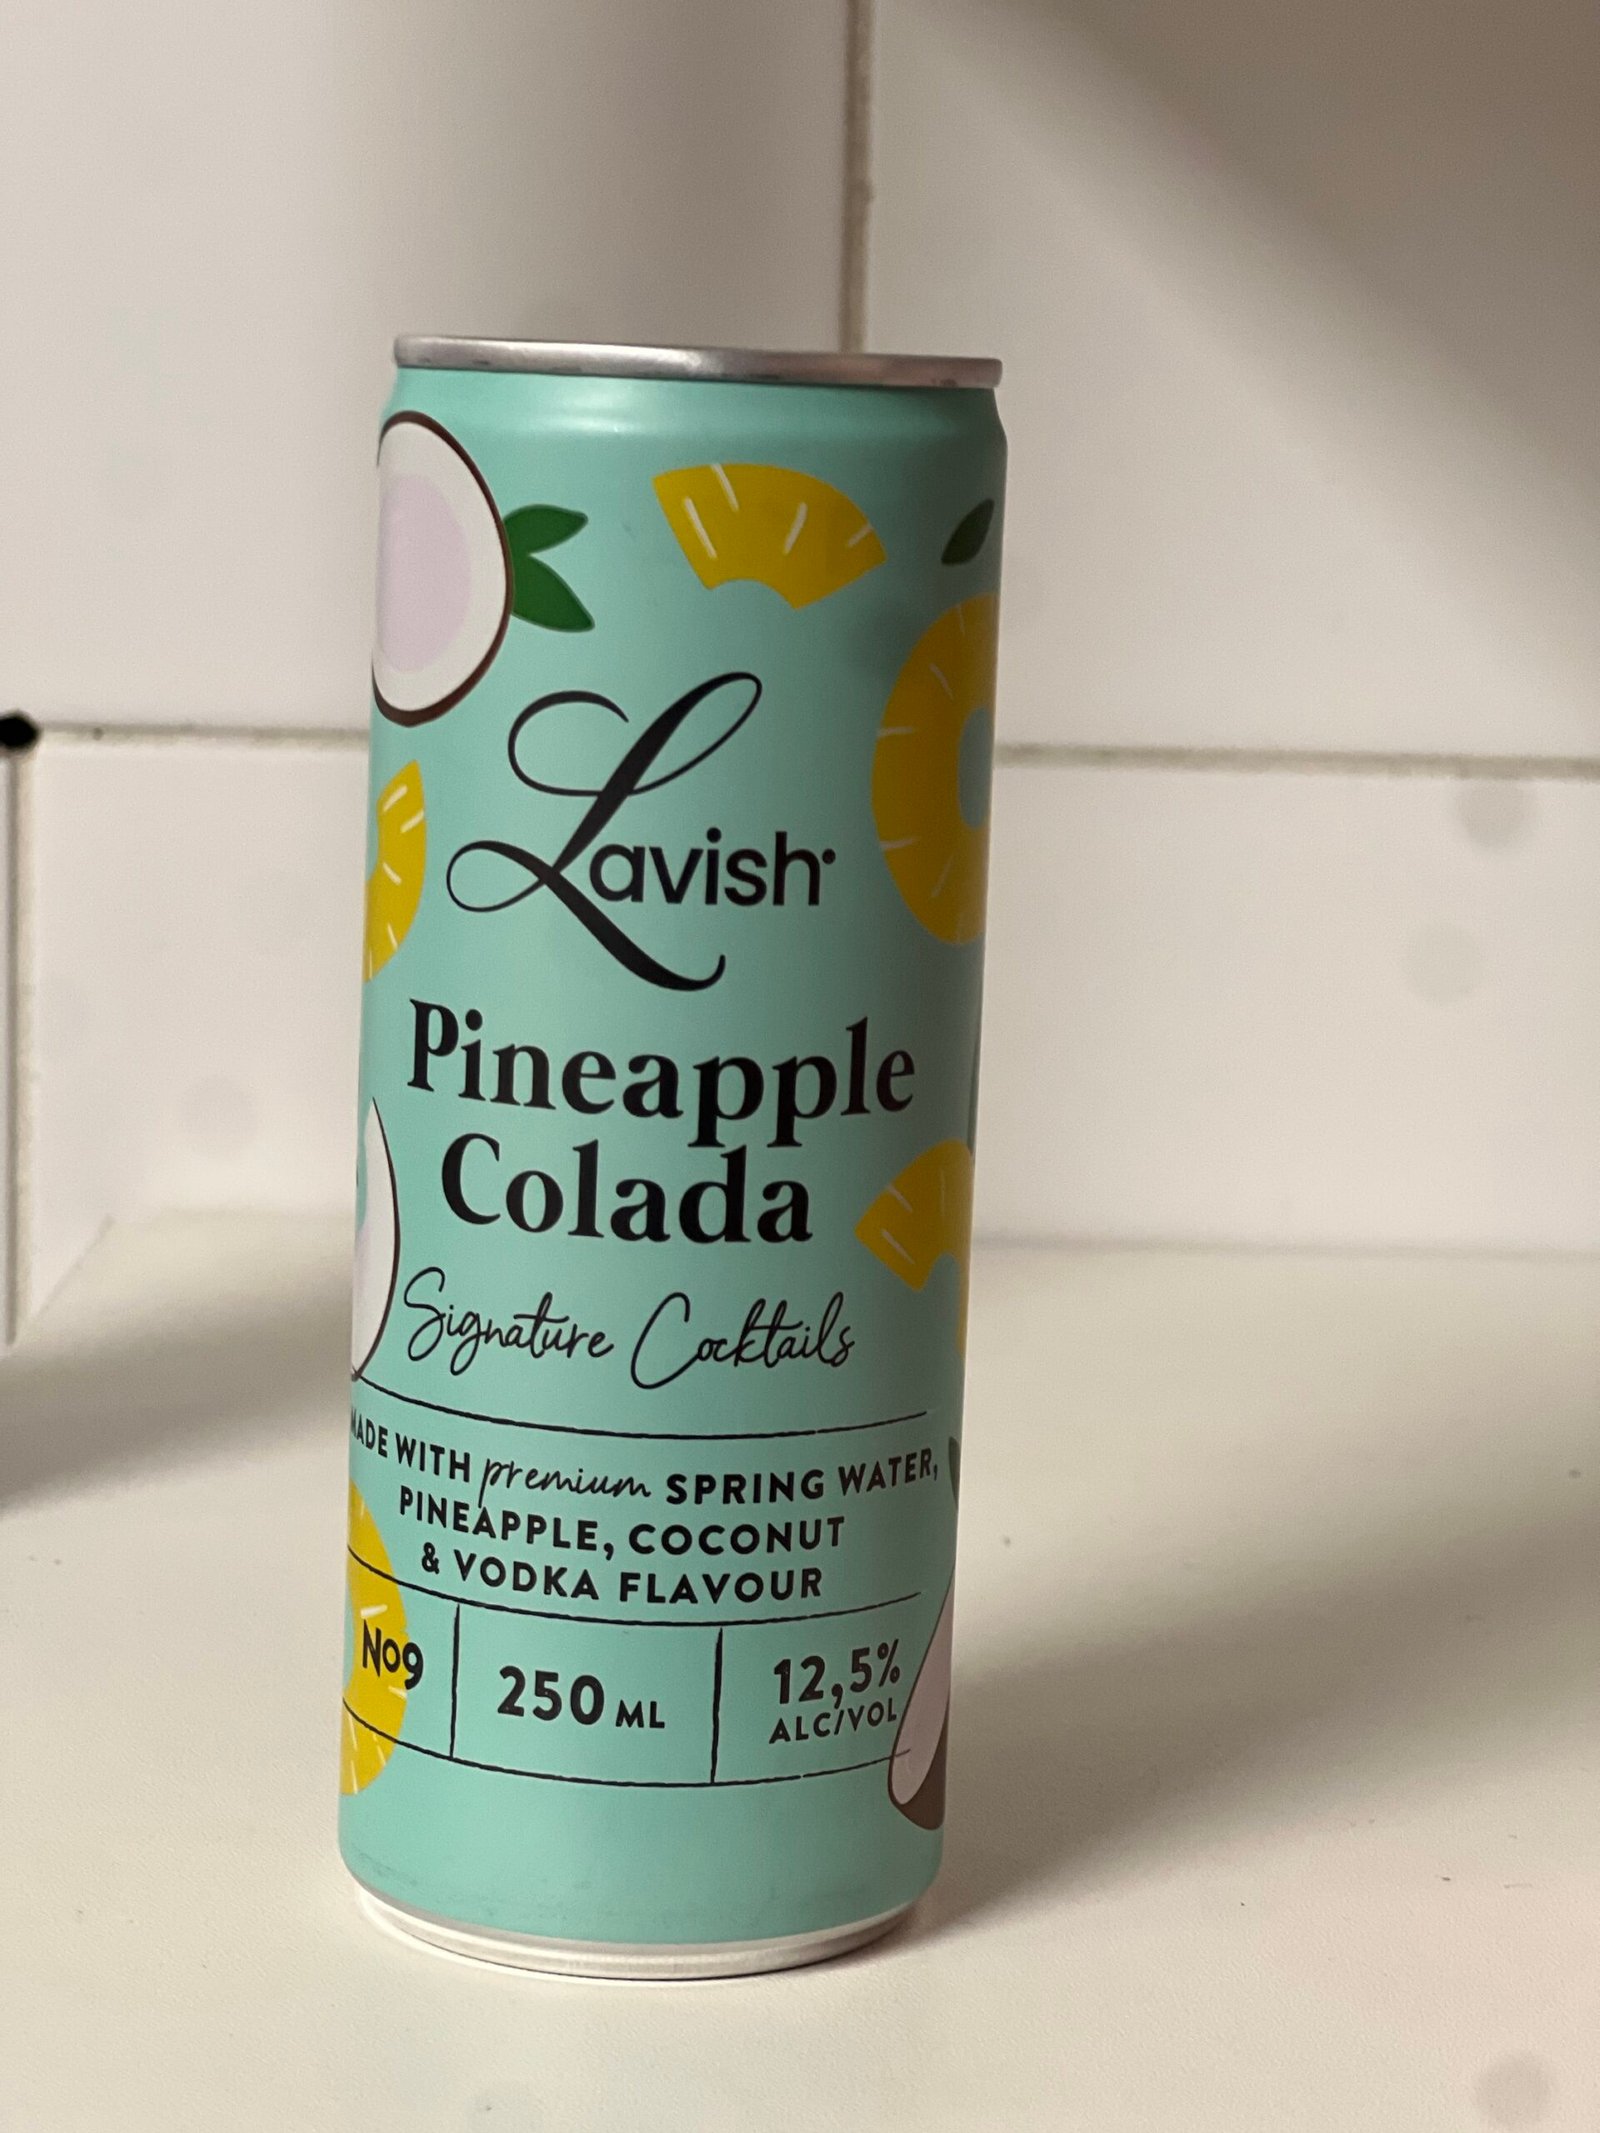 Lavish
Pineapple
Colada
Signature Cocktails
MADE WITH premium SPRING WATER,
PINEAPPLE, COCONUT
& VODKA FLAVOUR
No9
250 ML
12,5%
ALC/VOL